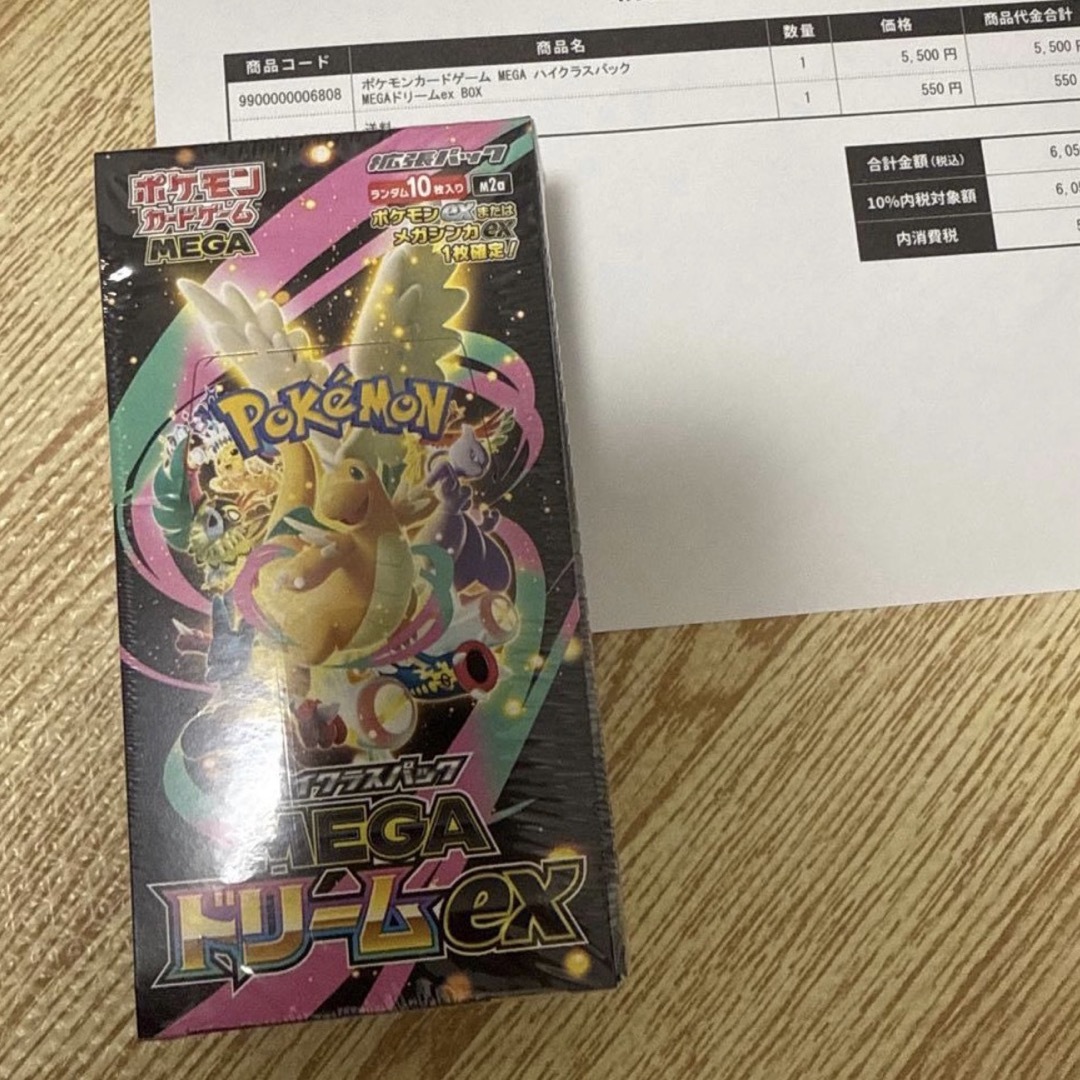 商品コード 商品名 数量 価格 商品代金合計
9900000006808 ポケモンカードゲーム MEGA ハイクラスパック 1 5,500 円 5,500
MEGAドリームex BOX
送料 1 550 円 550
合計金額(税込) 6,05
10%内税対象額 6,05
内消費税
ポケモン
カードゲーム
MEGA
拡張パック
ランダム10枚入り M2a
ポケモンexまたは
メガシンカex
1枚確定!
POKéMON
ハイクラスパック
MEGA
ドリームex